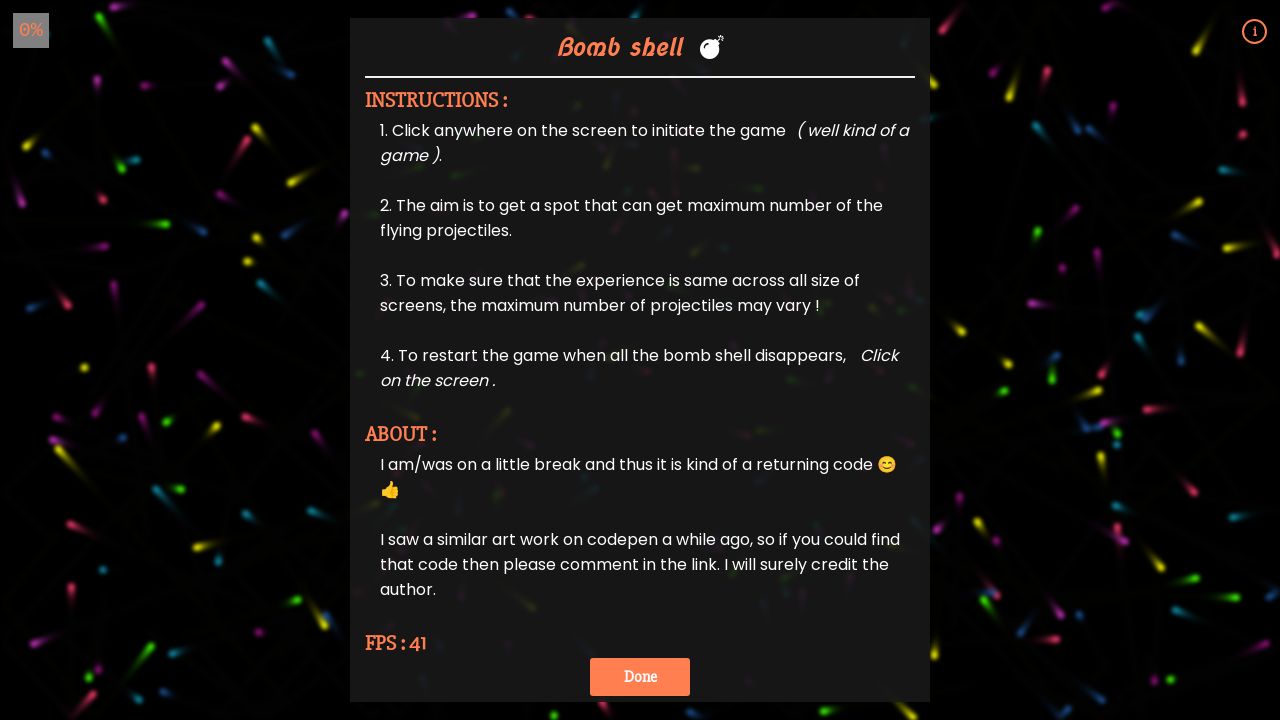 0%
i
Bomb shell 💣
INSTRUCTIONS :
1. Click anywhere on the screen to initiate the game ( well kind of a
game ).
2. The aim is to get a spot that can get maximum number of the
flying projectiles.
3. To make sure that the experience is same across all size of
screens, the maximum number of projectiles may vary !
4. To restart the game when all the bomb shell disappears, Click
on the screen .
ABOUT :
I am/was on a little break and thus it is kind of a returning code 😊
👍
I saw a similar art work on codepen a while ago, so if you could find
that code then please comment in the link. I will surely credit the
author.
FPS : 41
Done